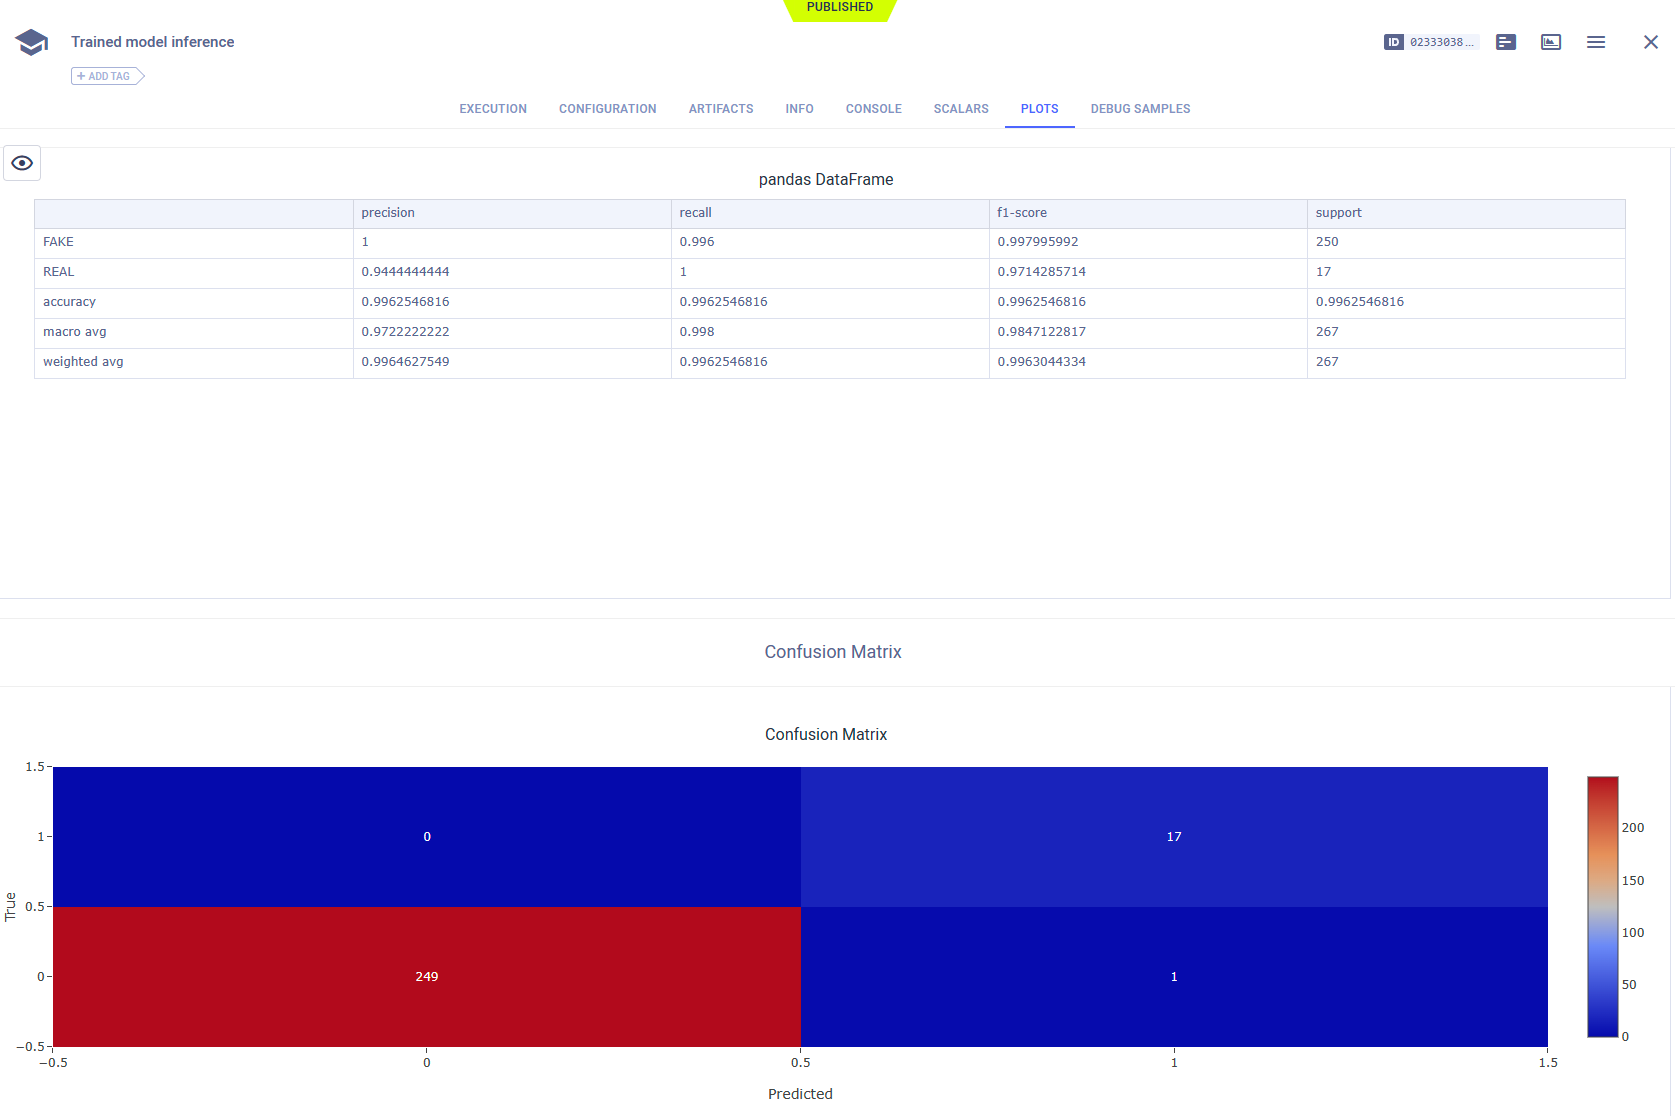 PUBLISHED
Trained model inference
ID 02333038...
+ ADD TAG
EXECUTION CONFIGURATION ARTIFACTS INFO CONSOLE SCALARS PLOTS DEBUG SAMPLES
pandas DataFrame
precision recall f1-score support
FAKE 1 0.996 0.997995992 250
REAL 0.9444444444 1 0.9714285714 17
accuracy 0.9962546816 0.9962546816 0.9962546816 0.9962546816
macro avg 0.9722222222 0.998 0.9847122817 267
weighted avg 0.9964627549 0.9962546816 0.9963044334 267
Confusion Matrix
Confusion Matrix
1.5
1 0 17
0.5
0 249 1
−0.5
True
−0.5 0 0.5 1 1.5
Predicted
200
150
100
50
0